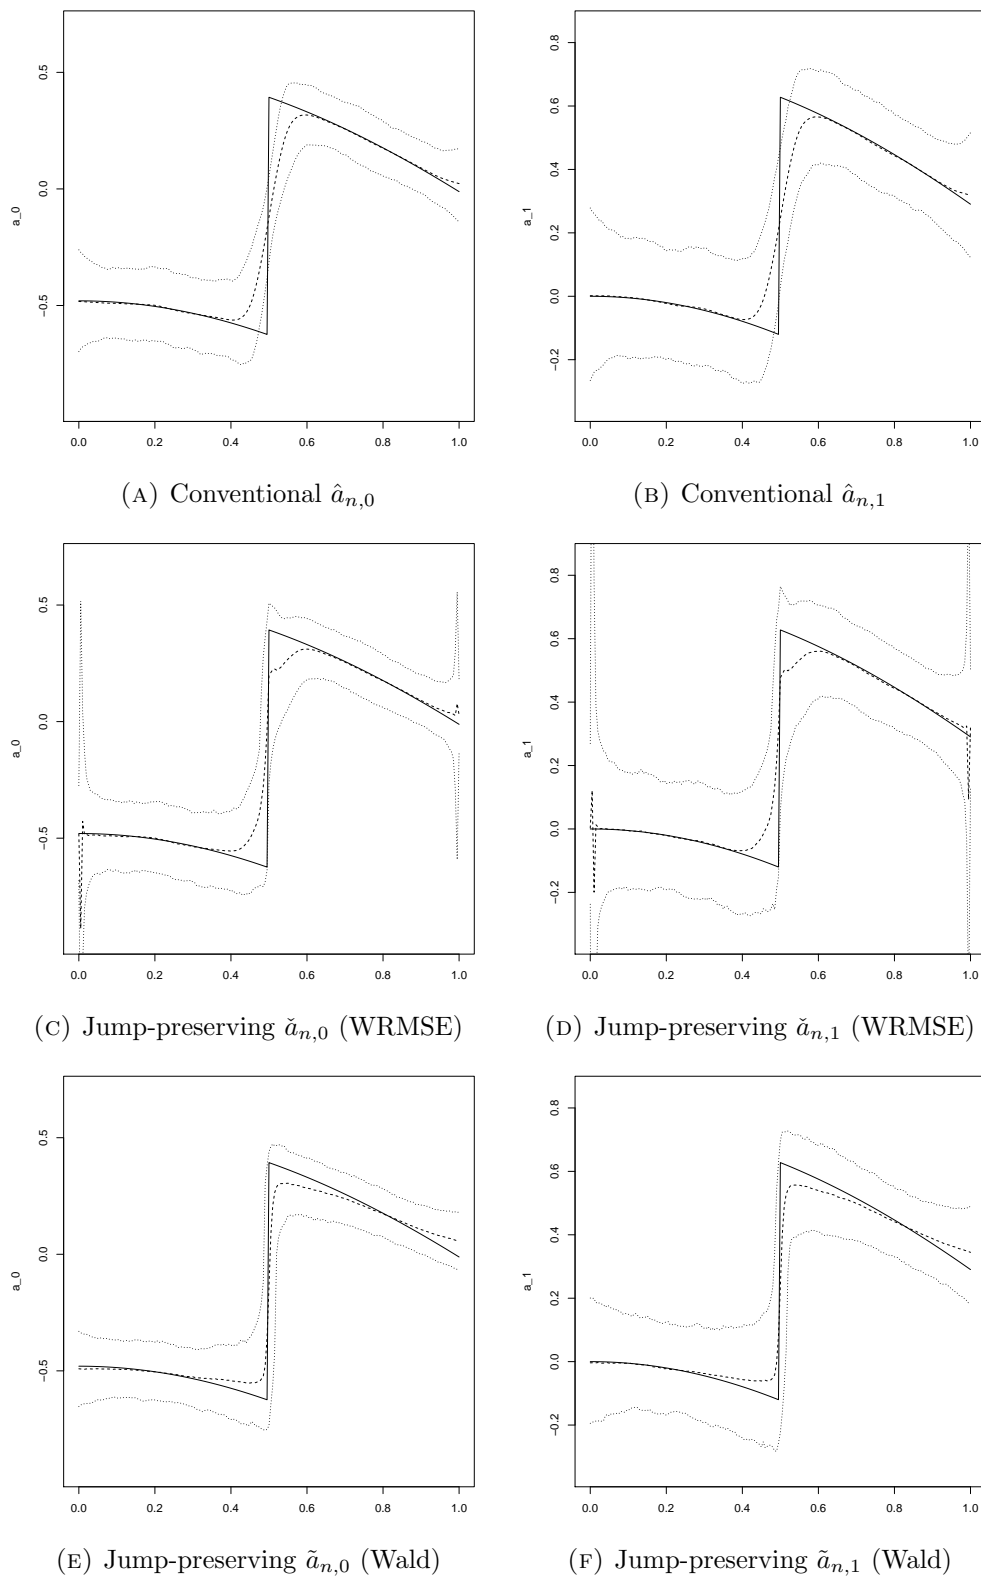 0.5
0.0
−0.5
a_0
0.0 0.2 0.4 0.6 0.8 1.0
(A) Conventional â_{n,0}
0.8
0.6
0.4
0.2
0.0
−0.2
a_1
0.0 0.2 0.4 0.6 0.8 1.0
(B) Conventional â_{n,1}
0.5
0.0
−0.5
a_0
0.0 0.2 0.4 0.6 0.8 1.0
(C) Jump-preserving ǎ_{n,0} (WRMSE)
0.8
0.6
0.4
0.2
0.0
−0.2
a_1
0.0 0.2 0.4 0.6 0.8 1.0
(D) Jump-preserving ǎ_{n,1} (WRMSE)
0.5
0.0
−0.5
a_0
0.0 0.2 0.4 0.6 0.8 1.0
(E) Jump-preserving ã_{n,0} (Wald)
0.8
0.6
0.4
0.2
0.0
−0.2
a_1
0.0 0.2 0.4 0.6 0.8 1.0
(F) Jump-preserving ã_{n,1} (Wald)